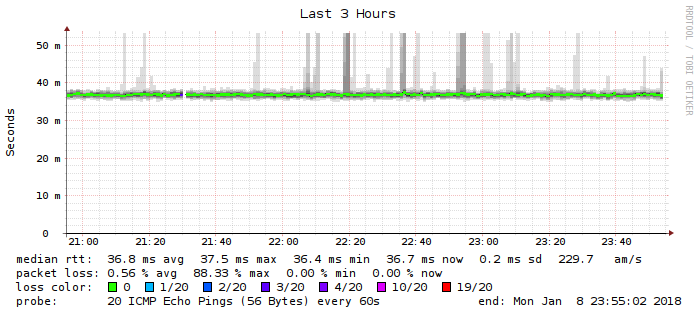 Last 3 Hours
RRDTOOL / TOBI OETIKER
Seconds
50 m
40 m
30 m
20 m
10 m
0
21:00 21:20 21:40 22:00 22:20 22:40 23:00 23:20 23:40
median rtt: 36.8 ms avg 37.5 ms max 36.4 ms min 36.7 ms now 0.2 ms sd 229.7 am/s
packet loss: 0.56 % avg 88.33 % max 0.00 % min 0.00 % now
loss color: 0 1/20 2/20 3/20 4/20 10/20 19/20
probe: 20 ICMP Echo Pings (56 Bytes) every 60s end: Mon Jan 8 23:55:02 2018